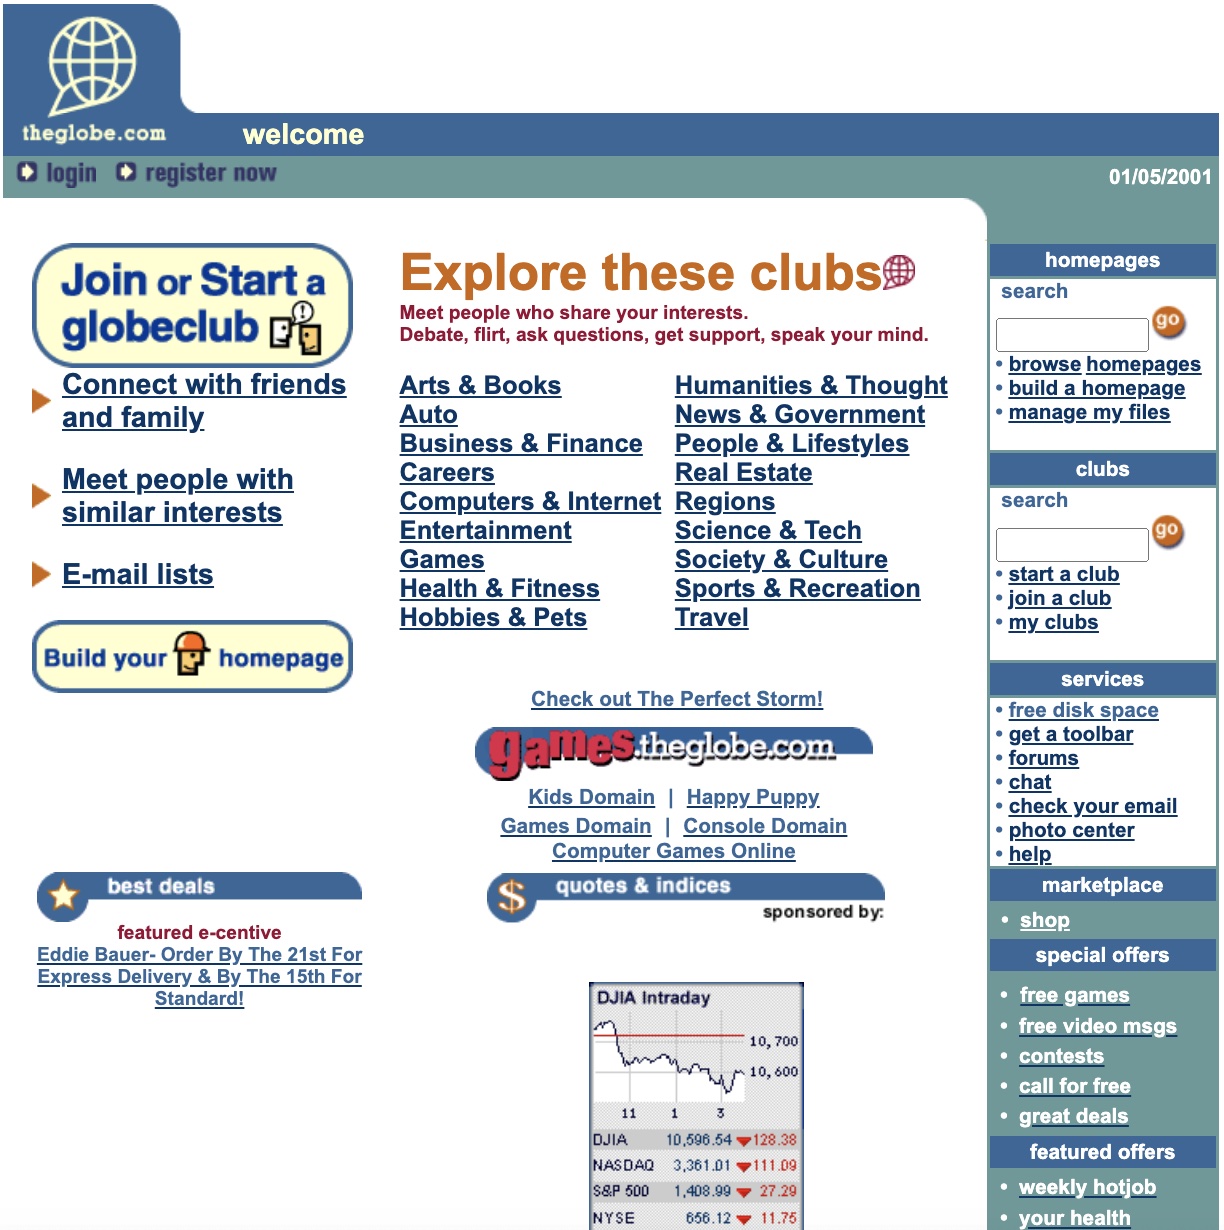 theglobe.com
welcome
login register now
01/05/2001
Join or Start a
globeclub
Connect with friends
and family
Meet people with
similar interests
E-mail lists
Build your homepage
Explore these clubs
Meet people who share your interests.
Debate, flirt, ask questions, get support, speak your mind.
Arts & Books
Auto
Business & Finance
Careers
Computers & Internet
Entertainment
Games
Health & Fitness
Hobbies & Pets
Humanities & Thought
News & Government
People & Lifestyles
Real Estate
Regions
Science & Tech
Society & Culture
Sports & Recreation
Travel
Check out The Perfect Storm!
games.theglobe.com
Kids Domain | Happy Puppy
Games Domain | Console Domain
Computer Games Online
best deals
featured e-centive
Eddie Bauer- Order By The 21st For
Express Delivery & By The 15th For
Standard!
$ quotes & indices
sponsored by:
DJIA Intraday
10,700
10,600
11 1 3
DJIA 10,596.54 128.38
NASDAQ 3,361.01 111.09
S&P 500 1,408.99 27.29
NYSE 656.12 11.75
homepages
search
go
• browse homepages
• build a homepage
• manage my files
clubs
search
go
• start a club
• join a club
• my clubs
services
• free disk space
• get a toolbar
• forums
• chat
• check your email
• photo center
• help
marketplace
• shop
special offers
• free games
• free video msgs
• contests
• call for free
• great deals
featured offers
• weekly hotjob
• your health